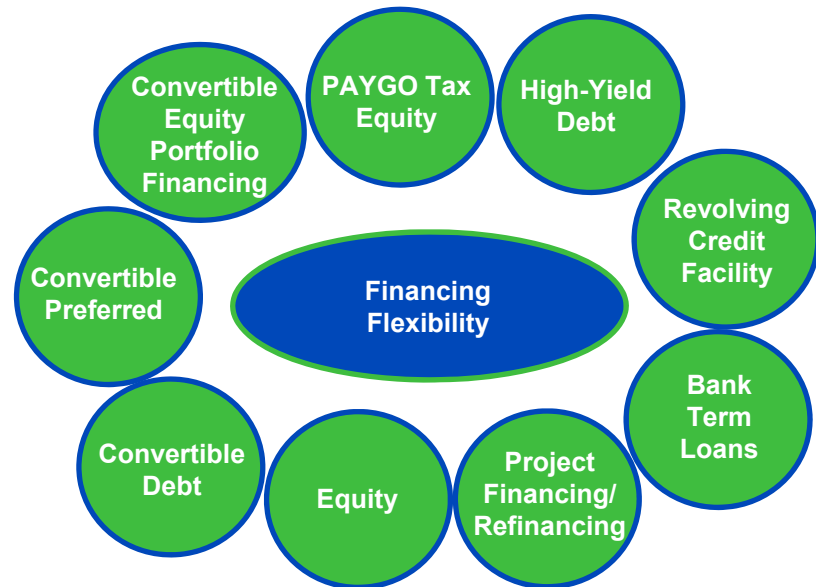 Convertible
Equity
Portfolio
Financing
PAYGO Tax
Equity
High-Yield
Debt
Revolving
Credit
Facility
Bank
Term
Loans
Project
Financing/
Refinancing
Equity
Convertible
Debt
Convertible
Preferred
Financing
Flexibility